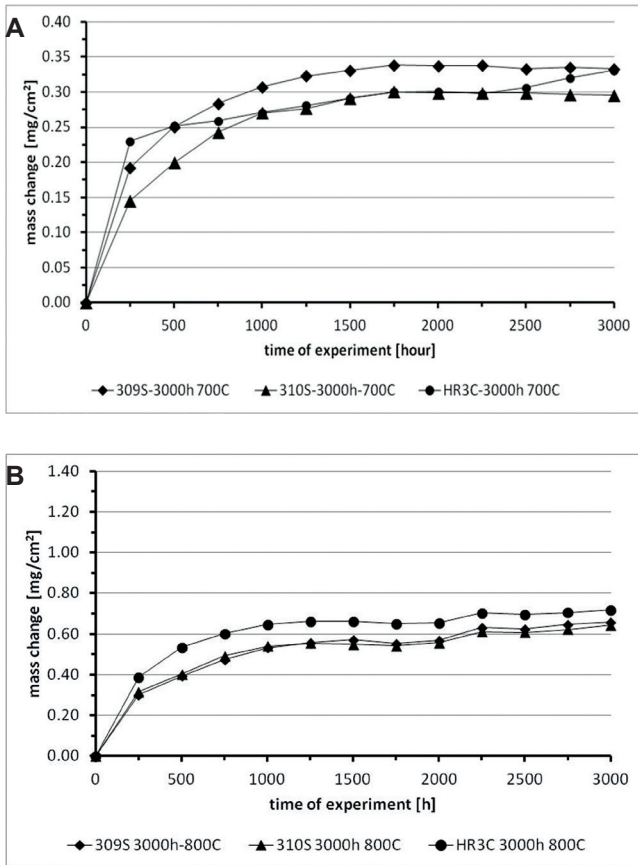 A
0.40
0.35
0.30
0.25
0.20
0.15
0.10
0.05
0.00
mass change [mg/cm²]
0 500 1000 1500 2000 2500 3000
time of experiment [hour]
309S-3000h 700C 310S-3000h-700C HR3C-3000h 700C
B
1.40
1.20
1.00
0.80
0.60
0.40
0.20
0.00
mass change [mg/cm²]
0 500 1000 1500 2000 2500 3000
time of experiment [h]
309S 3000h-800C 310S 3000h 800C HR3C 3000h 800C